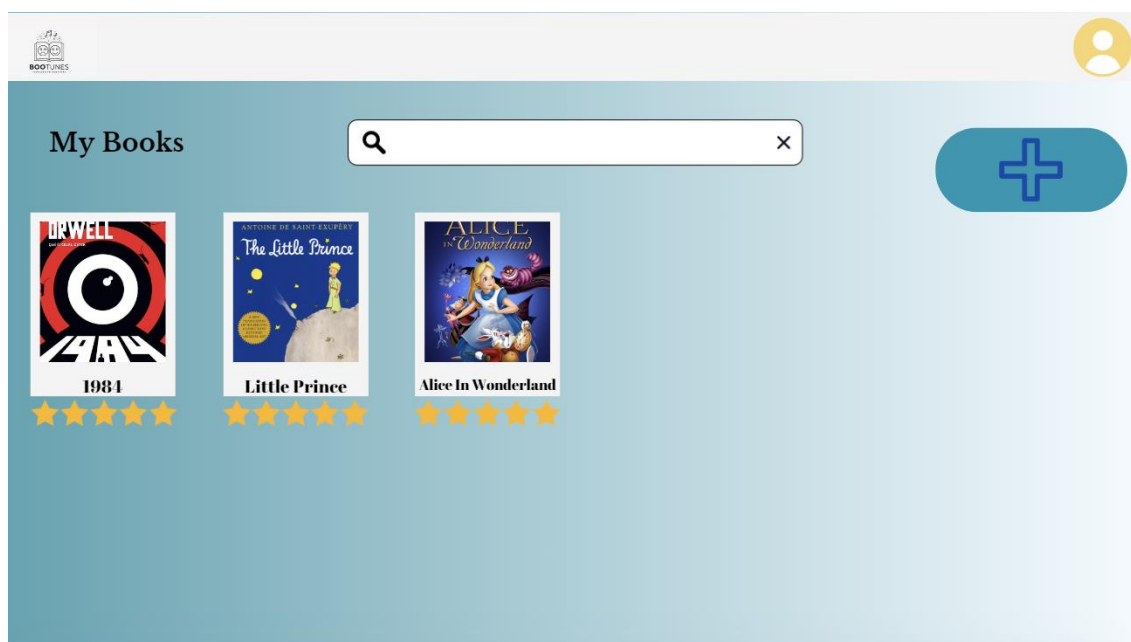 BOOTUNES
My Books
ORWELL
1984
1984
ANTOINE DE SAINT-EXUPÉRY
The Little Prince
Little Prince
ALICE
IN Wonderland
Alice In Wonderland